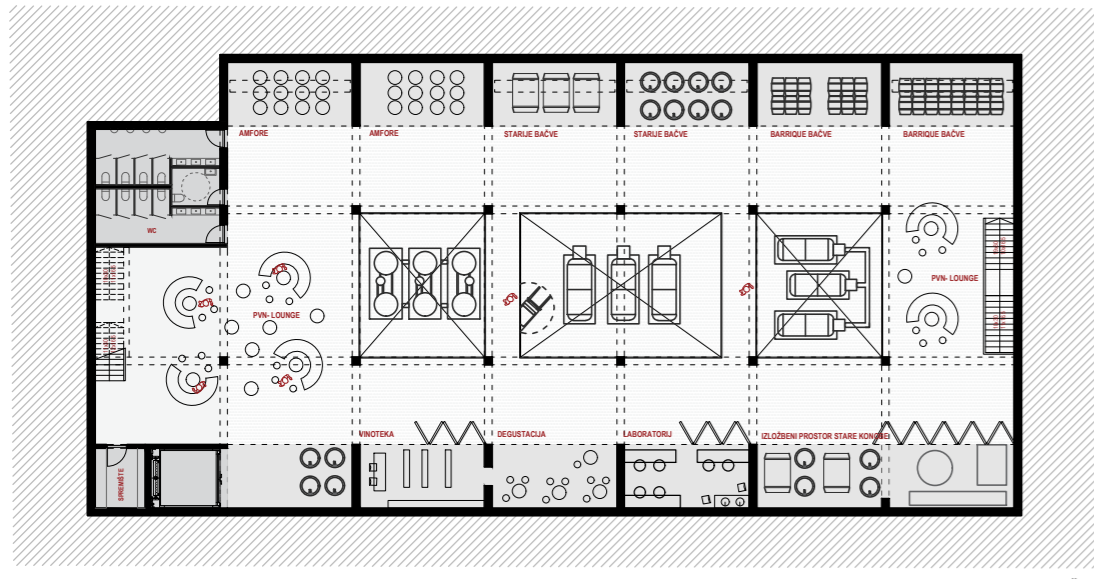 AMFORE
AMFORE
STARIJE BAČVE
STARIJE BAČVE
BARRIQUE BAČVE
BARRIQUE BAČVE
WC
PVN- LOUNGE
PVN- LOUNGE
VINOTEKA
DEGUSTACIJA
LABORATORIJ
IZLOŽBENI PROSTOR STARE KONOBE
SPREMIŠTE